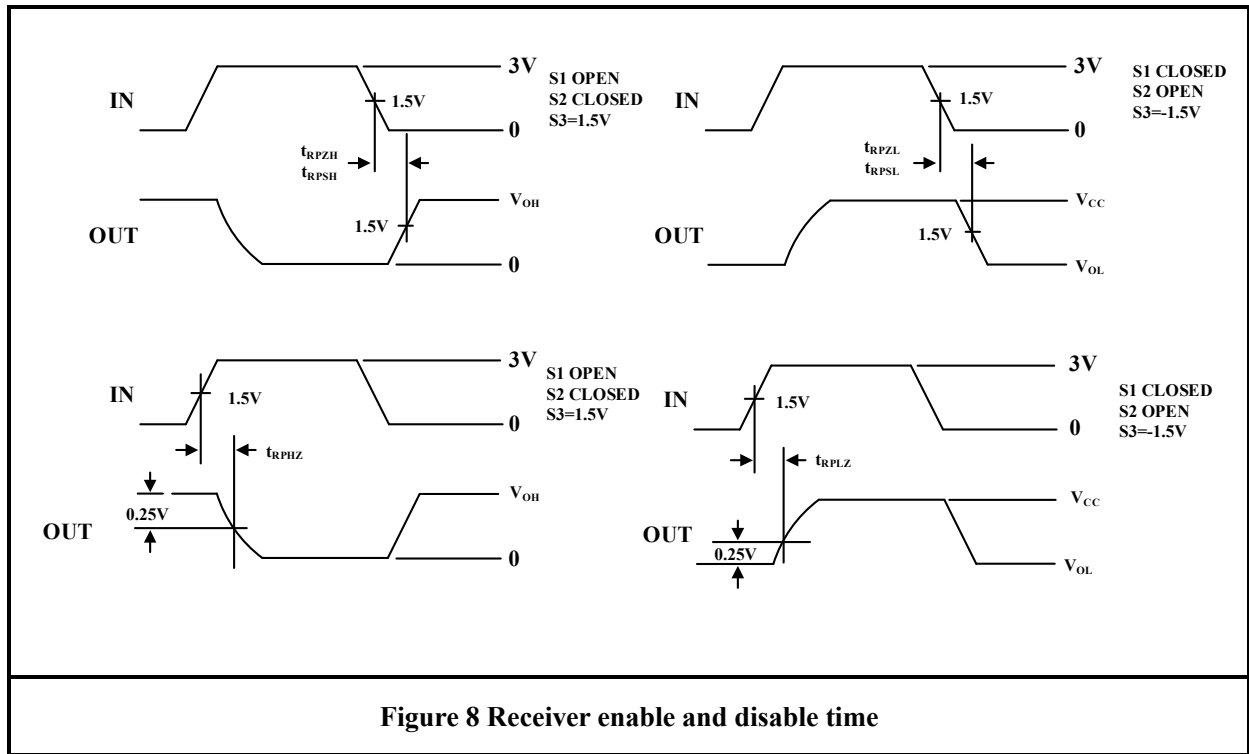 3V
S1 OPEN
S2 CLOSED
S3=1.5V
IN
1.5V
0
tRPZH
tRPSH
VOH
1.5V
OUT
0
3V
S1 CLOSED
S2 OPEN
S3=-1.5V
IN
1.5V
0
tRPZL
tRPSL
VCC
1.5V
OUT
VOL
3V
S1 OPEN
S2 CLOSED
S3=1.5V
IN
1.5V
0
tRPHZ
VOH
0.25V
OUT
0
3V
S1 CLOSED
S2 OPEN
S3=-1.5V
IN
1.5V
0
tRPLZ
VCC
OUT
0.25V
VOL
Figure 8 Receiver enable and disable time